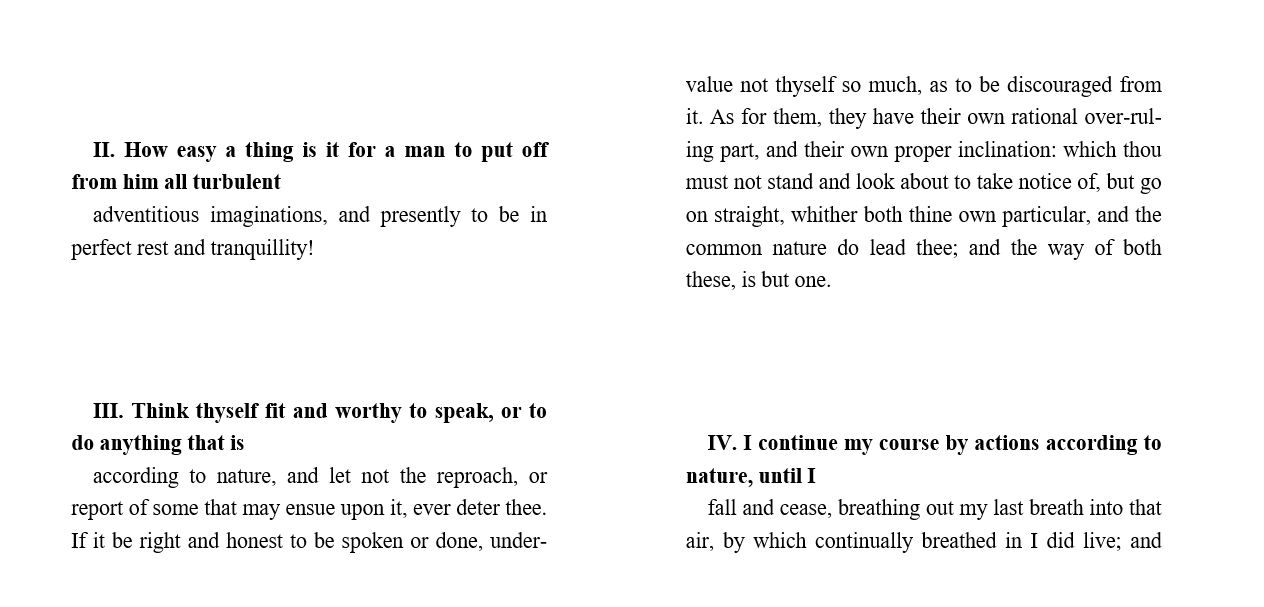 II. How easy a thing is it for a man to put off
from him all turbulent
adventitious imaginations, and presently to be in
perfect rest and tranquillity!
III. Think thyself fit and worthy to speak, or to
do anything that is
according to nature, and let not the reproach, or
report of some that may ensue upon it, ever deter thee.
If it be right and honest to be spoken or done, under-
value not thyself so much, as to be discouraged from
it. As for them, they have their own rational over-rul-
ing part, and their own proper inclination: which thou
must not stand and look about to take notice of, but go
on straight, whither both thine own particular, and the
common nature do lead thee; and the way of both
these, is but one.
IV. I continue my course by actions according to
nature, until I
fall and cease, breathing out my last breath into that
air, by which continually breathed in I did live; and